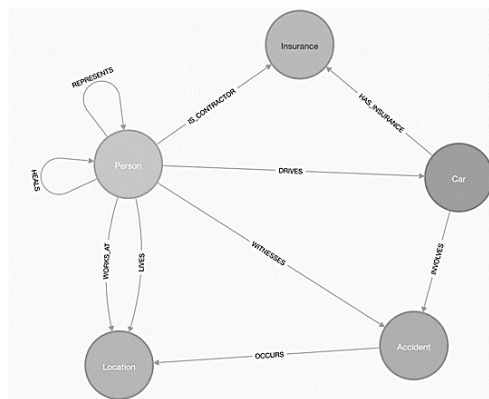 Insurance
REPRESENTS
IS_CONTRACTOR
HAS_INSURANCE
Person
HEALS
DRIVES
Car
WORKS_AT
LIVES
WITNESSES
INVOLVES
Location
OCCURS
Accident